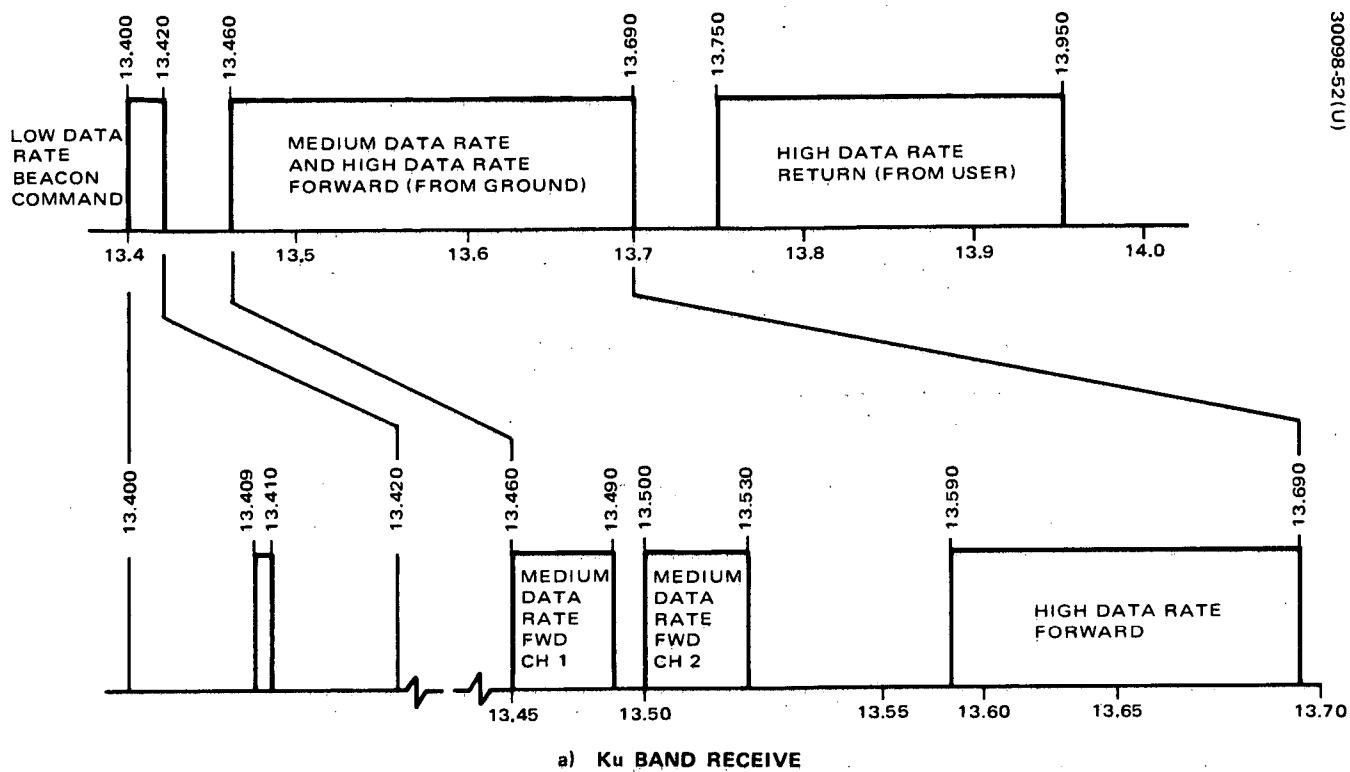 30098-52(U)
13.400
13.420
13.460
13.690
13.750
13.950
LOW DATA
RATE
BEACON
COMMAND
MEDIUM DATA RATE
AND HIGH DATA RATE
FORWARD (FROM GROUND)
HIGH DATA RATE
RETURN (FROM USER)
13.4
13.5
13.6
13.7
13.8
13.9
14.0
13.400
13.409
13.410
13.420
13.460
13.490
13.500
13.530
13.590
13.690
MEDIUM
DATA
RATE
FWD
CH 1
MEDIUM
DATA
RATE
FWD
CH 2
HIGH DATA RATE
FORWARD
13.45
13.50
13.55
13.60
13.65
13.70
a) Ku BAND RECEIVE